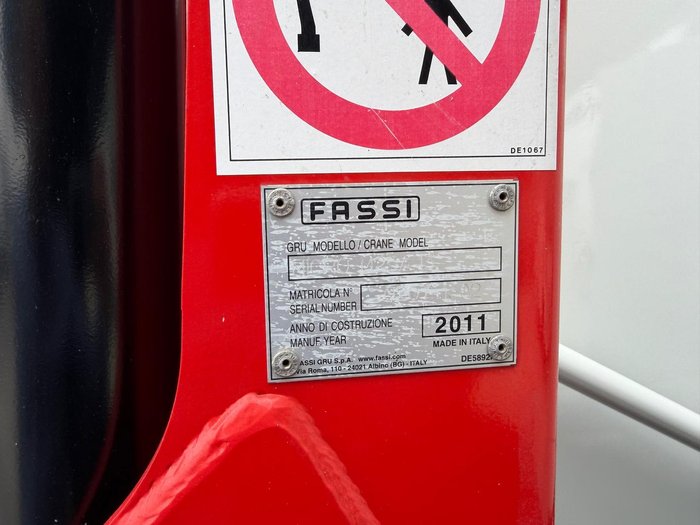 DE1067
FASSI
GRU MODELLO / CRANE MODEL
MATRICOLA N°
SERIAL NUMBER
ANNO DI COSTRUZIONE
MANUF. YEAR
2011
MADE IN ITALY
ASSI GRU S.p.A. www.fassi.com
Via Roma, 110 - 24021 Albino (BG) - ITALY
DE5892